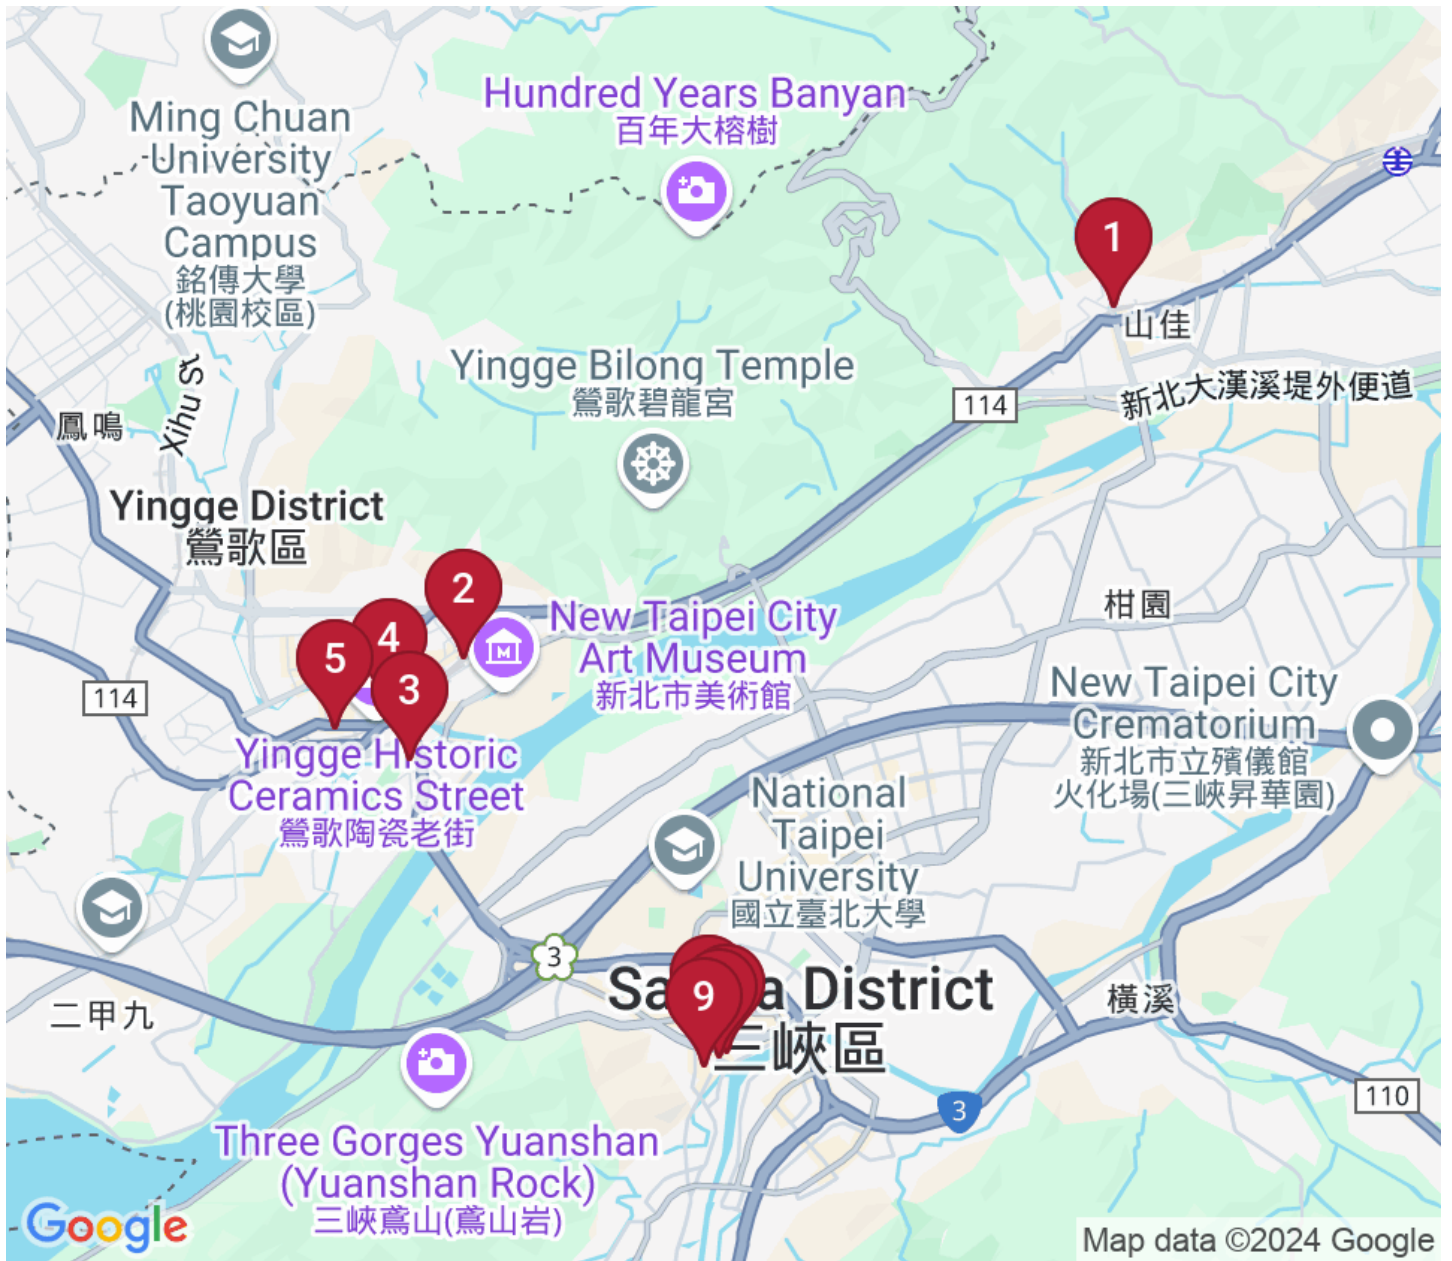 Ming Chuan
University
Taoyuan
Campus
銘傳大學
(桃園校區)
Hundred Years Banyan
百年大榕樹
1
山佳
Yingge Bilong Temple
鶯歌碧龍宮
114
新北大漢溪堤外便道
Xihu St.
鳳鳴
Yingge District
鶯歌區
2
4
5
3
New Taipei City
Art Museum
新北市美術館
柑園
114
New Taipei City
Crematorium
新北市立殯儀館
火化場(三峽昇華園)
Yingge Historic
Ceramics Street
鶯歌陶瓷老街
National
Taipei
University
國立臺北大學
3
9
District
三峽區
橫溪
二甲九
3
110
Three Gorges Yuanshan
(Yuanshan Rock)
三峽鳶山(鳶山岩)
Google
Map data ©2024 Google